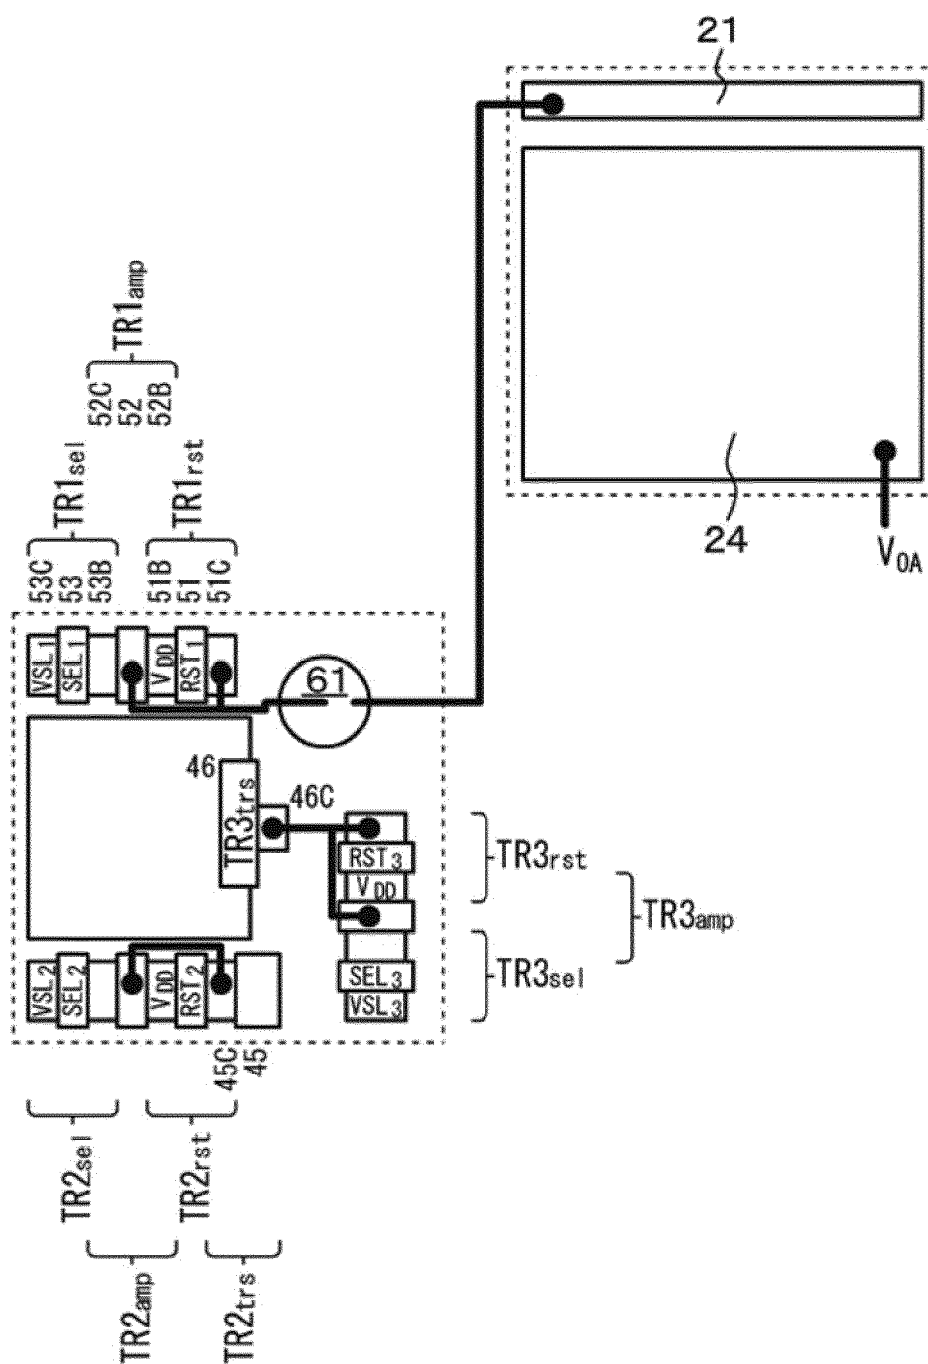 21
24
V0A
TR1amp
52C
52
52B
TR1sel
TR1rst
53C
53
53B
51B
51
51C
VSL1
SEL1
VDD
RST1
61
46
TR3trs
46C
RST3
VDD
SEL3
VSL3
TR3rst
TR3amp
TR3sel
VSL2
SEL2
VDD
RST2
45C
45
TR2sel
TR2rst
TR2amp
TR2trs